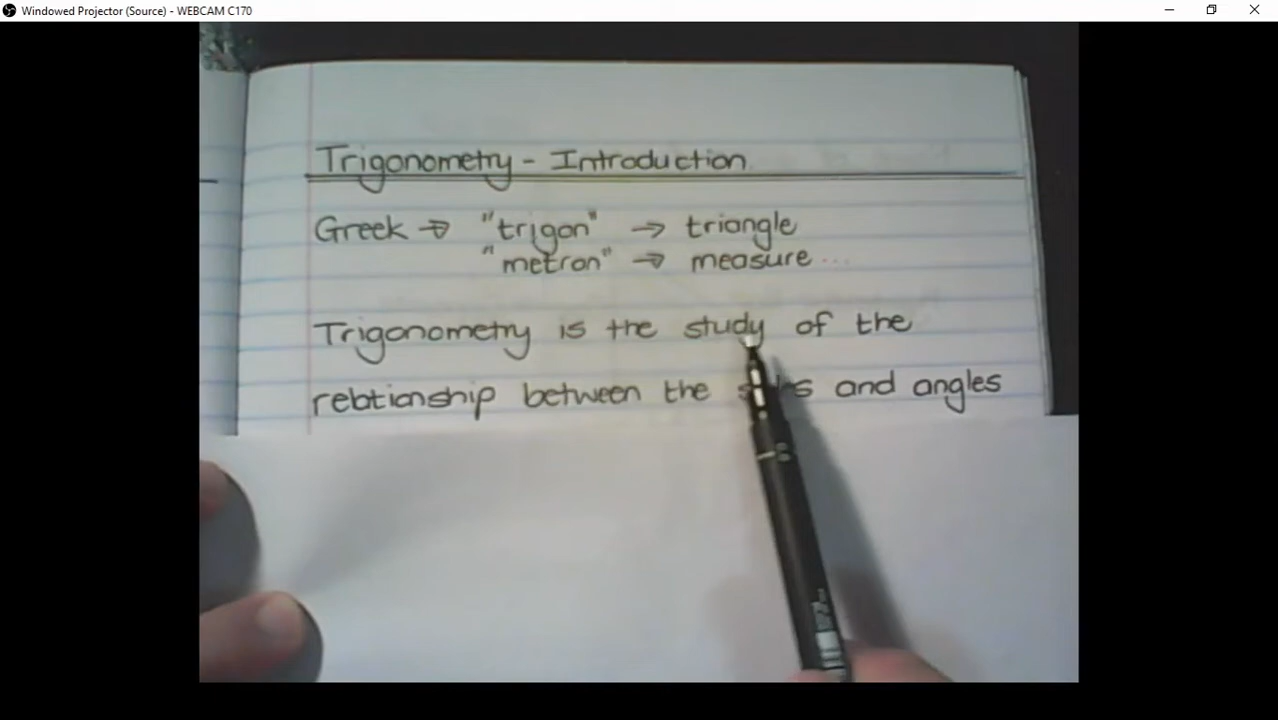 Windowed Projector (Source) - WEBCAM C170
Trigonometry - Introduction
Greek → "trigon" → triangle
"metron" → measure ...
Trigonometry is the study of the
relationship between the and angles